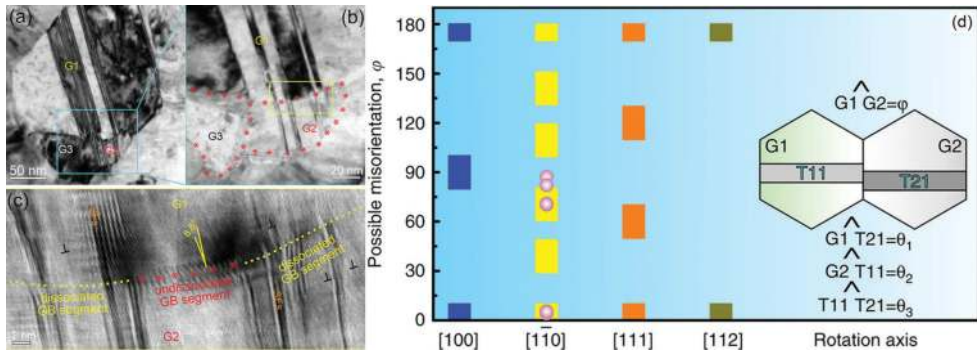 (a)
G1
G3
50 nm
(b)
G1
G3
G2
20 nm
(c)
G1
dissociated
GB segment
undissociated
GB segment
dissociated
GB segment
G2
1 nm
(d)
Possible misorientation, φ
180
150
120
90
60
30
0
[100]
[1̅10]
[111]
[112]
Rotation axis
G1 G2=φ
G1
G2
T11
T21
G1 T21=θ₁
G2 T11=θ₂
T11 T21=θ₃